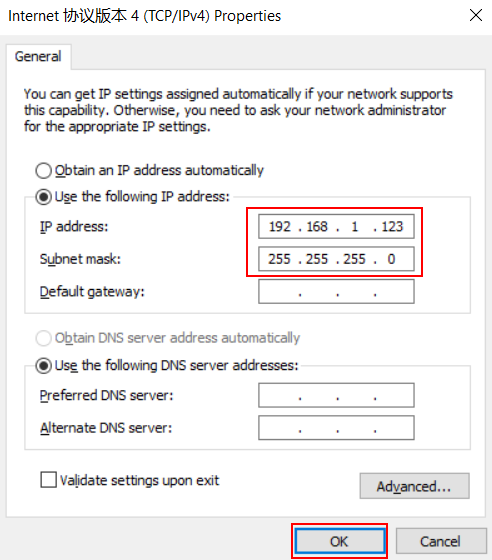 Internet 协议版本 4 (TCP/IPv4) Properties
General
You can get IP settings assigned automatically if your network supports
this capability. Otherwise, you need to ask your network administrator
for the appropriate IP settings.
Obtain an IP address automatically
Use the following IP address:
IP address: 192 . 168 . 1 . 123
Subnet mask: 255 . 255 . 255 . 0
Default gateway: . . .
Obtain DNS server address automatically
Use the following DNS server addresses:
Preferred DNS server: . . .
Alternate DNS server: . . .
Validate settings upon exit
Advanced...
OK Cancel